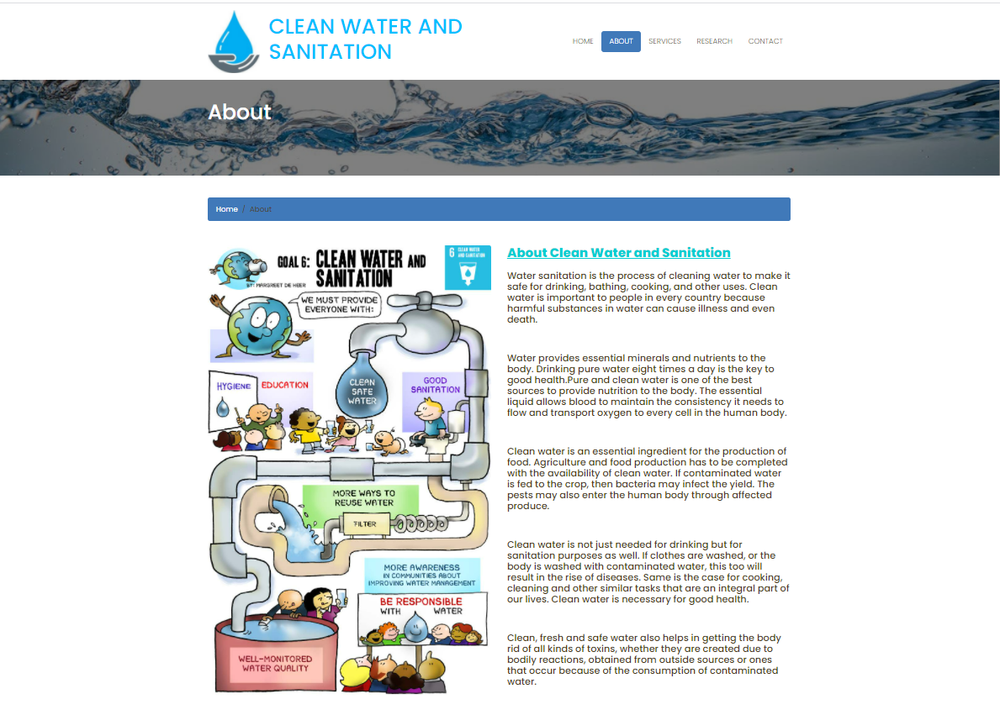 CLEAN WATER AND
SANITATION
HOME ABOUT SERVICES RESEARCH CONTACT
About
Home / About
GOAL 6: CLEAN WATER AND
SANITATION
BY: MARGREET DE HEER
6 CLEAN WATER
AND SANITATION
WE MUST PROVIDE
EVERYONE WITH:
HYGIENE EDUCATION
CLEAN
SAFE
WATER
GOOD
SANITATION
MORE WAYS TO
REUSE WATER
FILTER
MORE AWARENESS
IN COMMUNITIES ABOUT
IMPROVING WATER MANAGEMENT
BE RESPONSIBLE
WITH WATER
WELL-MONITORED
WATER QUALITY
About Clean Water and Sanitation
Water sanitation is the process of cleaning water to make it
safe for drinking, bathing, cooking, and other uses. Clean
water is important to people in every country because
harmful substances in water can cause illness and even
death.
Water provides essential minerals and nutrients to the
body. Drinking pure water eight times a day is the key to
good health.Pure and clean water is one of the best
sources to provide nutrition to the body. The essential
liquid allows blood to maintain the consistency it needs to
flow and transport oxygen to every cell in the human body.
Clean water is an essential ingredient for the production of
food. Agriculture and food production has to be completed
with the availability of clean water. If contaminated water
is fed to the crop, then bacteria may infect the yield. The
pests may also enter the human body through affected
produce.
Clean water is not just needed for drinking but for
sanitation purposes as well. If clothes are washed, or the
body is washed with contaminated water, this too will
result in the rise of diseases. Same is the case for cooking,
cleaning and other similar tasks that are an integral part of
our lives. Clean water is necessary for good health.
Clean, fresh and safe water also helps in getting the body
rid of all kinds of toxins, whether they are created due to
bodily reactions, obtained from outside sources or ones
that occur because of the consumption of contaminated
water.